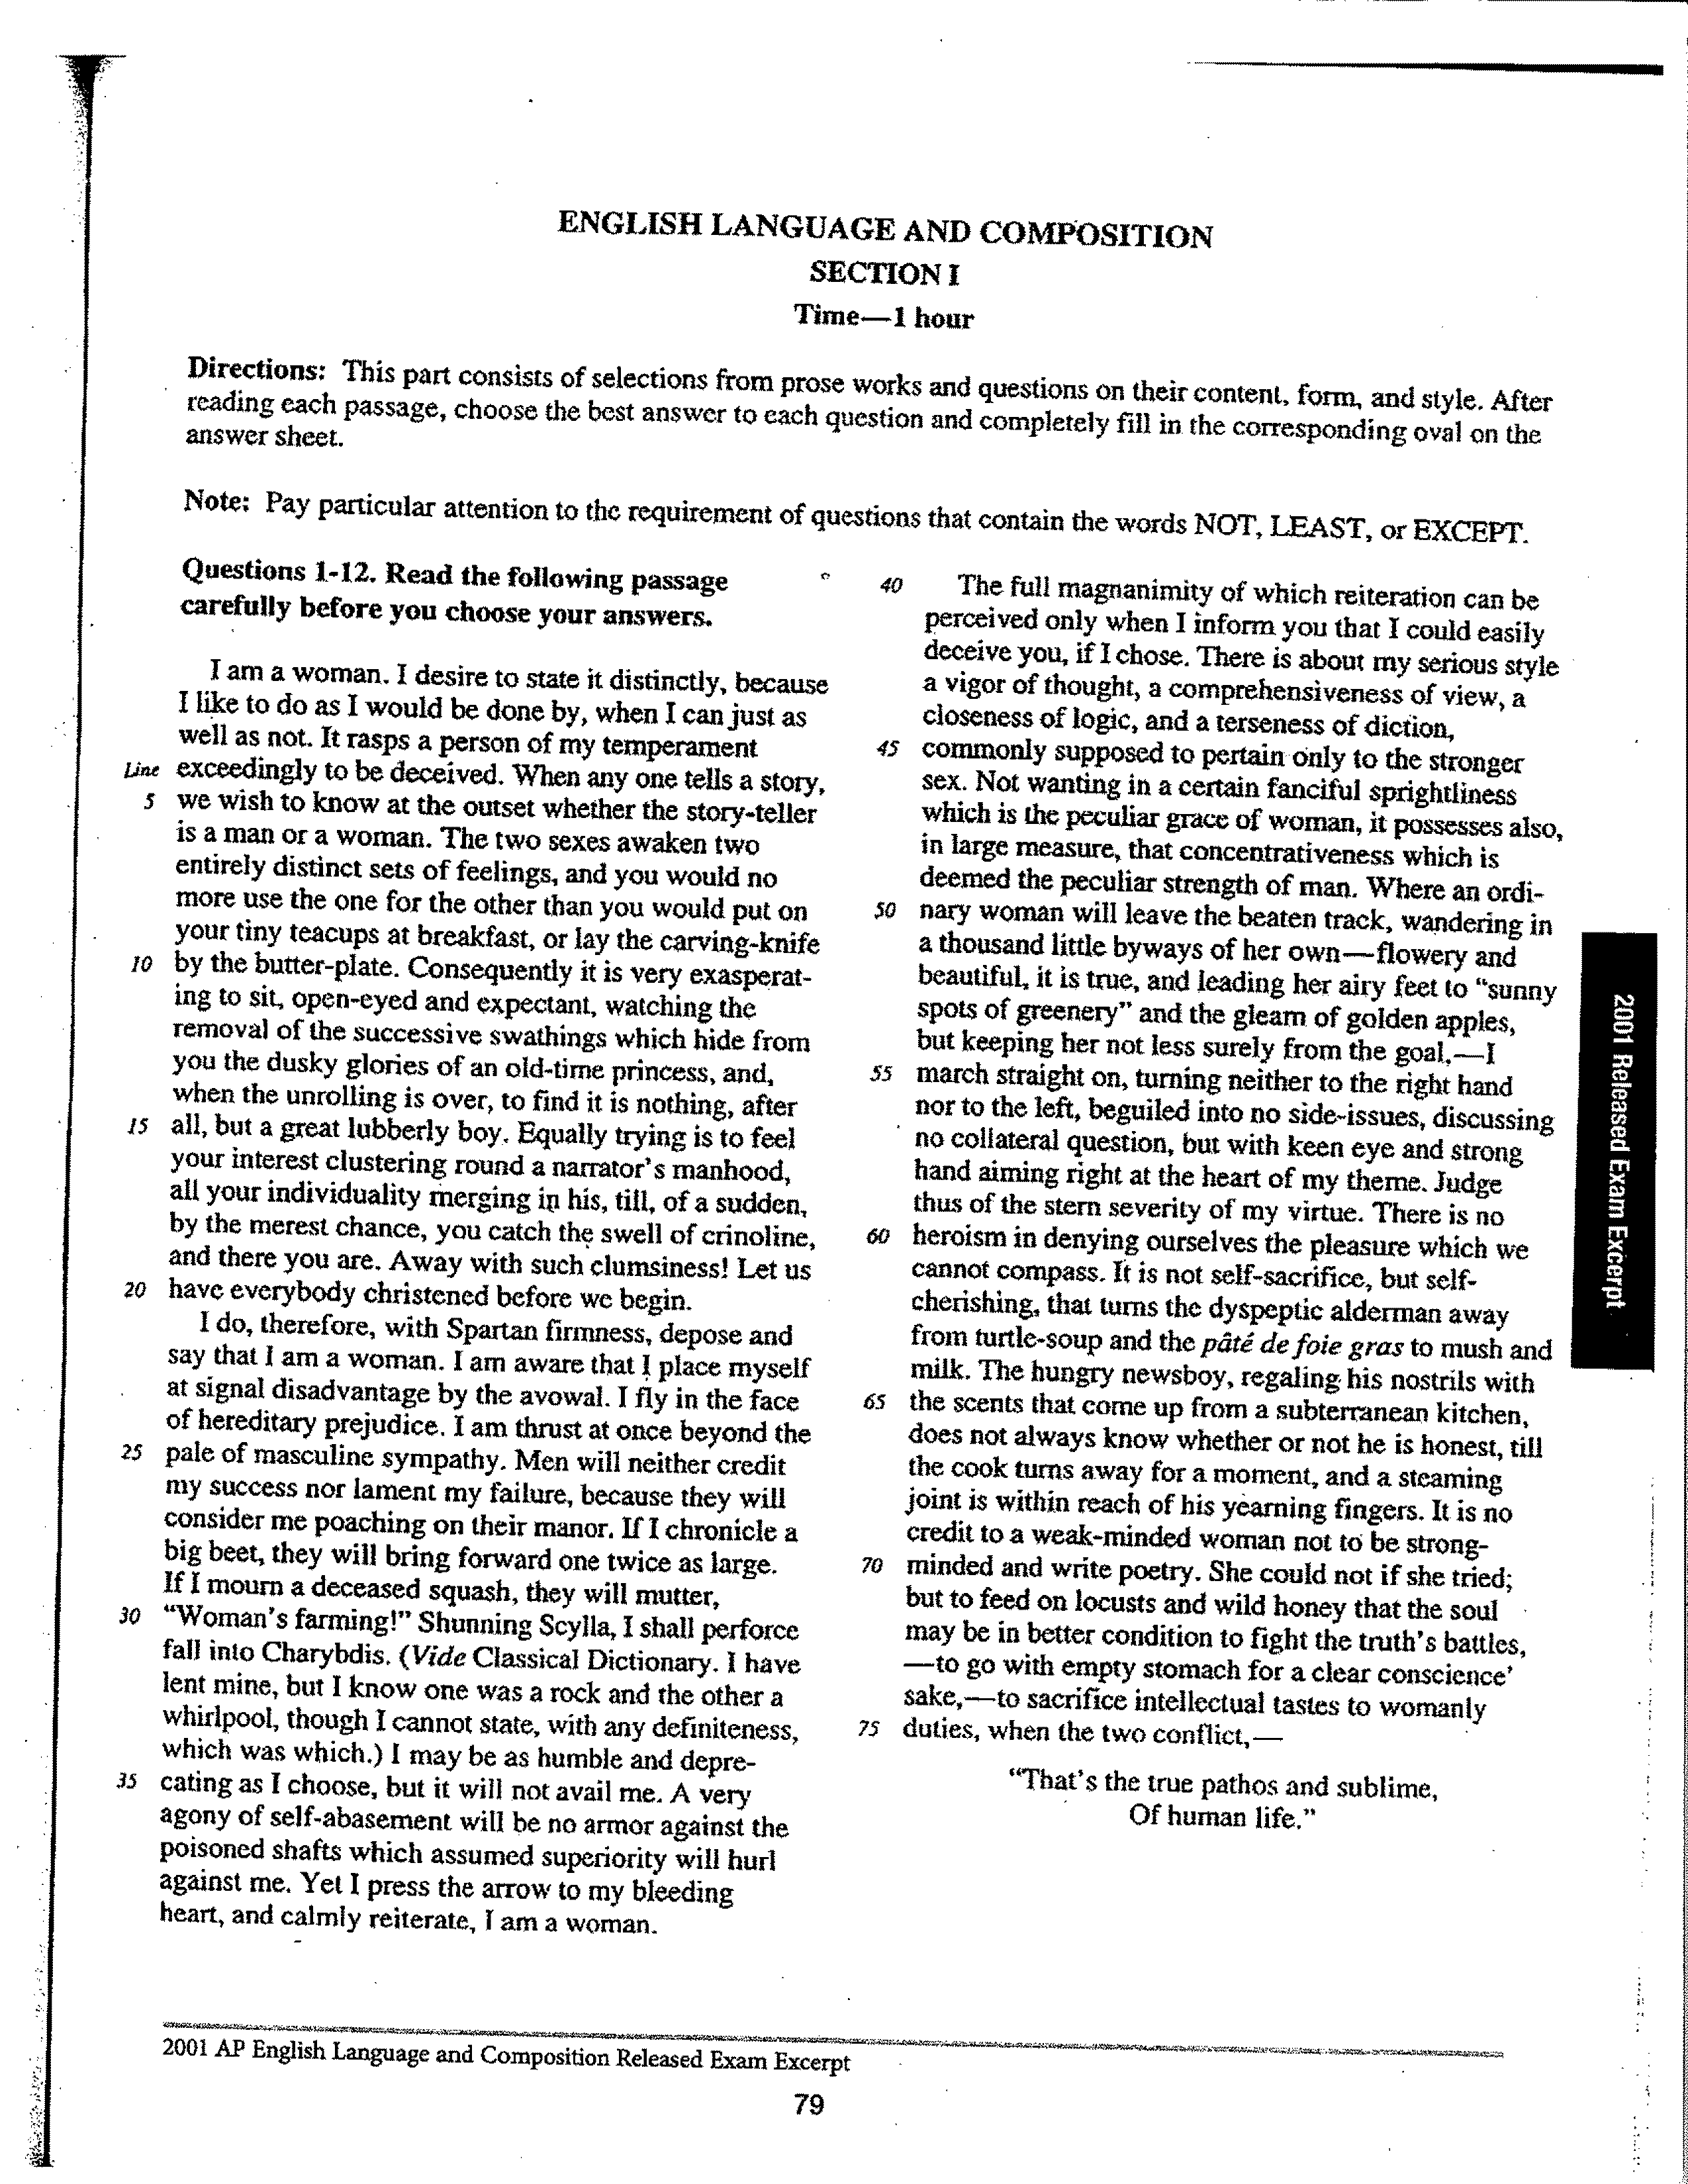 ENGLISH LANGUAGE AND COMPOSITION
SECTION I
Time—1 hour
Directions: This part consists of selections from prose works and questions on their content, form, and style. After
reading each passage, choose the best answer to each question and completely fill in the corresponding oval on the
answer sheet.
Note: Pay particular attention to the requirement of questions that contain the words NOT, LEAST, or EXCEPT.
Questions 1-12. Read the following passage
carefully before you choose your answers.
I am a woman. I desire to state it distinctly, because
I like to do as I would be done by, when I can just as
well as not. It rasps a person of my temperament
Line exceedingly to be deceived. When any one tells a story,
5 we wish to know at the outset whether the story-teller
is a man or a woman. The two sexes awaken two
entirely distinct sets of feelings, and you would no
more use the one for the other than you would put on
your tiny teacups at breakfast, or lay the carving-knife
10 by the butter-plate. Consequently it is very exasperat-
ing to sit, open-eyed and expectant, watching the
removal of the successive swathings which hide from
you the dusky glories of an old-time princess, and,
when the unrolling is over, to find it is nothing, after
15 all, but a great lubberly boy. Equally trying is to feel
your interest clustering round a narrator's manhood,
all your individuality merging in his, till, of a sudden,
by the merest chance, you catch the swell of crinoline,
and there you are. Away with such clumsiness! Let us
20 have everybody christened before we begin.
I do, therefore, with Spartan firmness, depose and
say that I am a woman. I am aware that I place myself
at signal disadvantage by the avowal. I fly in the face
of hereditary prejudice. I am thrust at once beyond the
25 pale of masculine sympathy. Men will neither credit
my success nor lament my failure, because they will
consider me poaching on their manor. If I chronicle a
big beet, they will bring forward one twice as large.
If I mourn a deceased squash, they will mutter,
30 "Woman's farming!" Shunning Scylla, I shall perforce
fall into Charybdis. (Vide Classical Dictionary. I have
lent mine, but I know one was a rock and the other a
whirlpool, though I cannot state, with any definiteness,
which was which.) I may be as humble and depre-
35 cating as I choose, but it will not avail me. A very
agony of self-abasement will be no armor against the
poisoned shafts which assumed superiority will hurl
against me. Yet I press the arrow to my bleeding
heart, and calmly reiterate, I am a woman.
40 The full magnanimity of which reiteration can be
perceived only when I inform you that I could easily
deceive you, if I chose. There is about my serious style
a vigor of thought, a comprehensiveness of view, a
closeness of logic, and a terseness of diction,
45 commonly supposed to pertain only to the stronger
sex. Not wanting in a certain fanciful sprightliness
which is the peculiar grace of woman, it possesses also,
in large measure, that concentrativeness which is
deemed the peculiar strength of man. Where an ordi-
50 nary woman will leave the beaten track, wandering in
a thousand little byways of her own—flowery and
beautiful, it is true, and leading her airy feet to "sunny
spots of greenery" and the gleam of golden apples,
but keeping her not less surely from the goal,—I
55 march straight on, turning neither to the right hand
nor to the left, beguiled into no side-issues, discussing
no collateral question, but with keen eye and strong
hand aiming right at the heart of my theme. Judge
thus of the stern severity of my virtue. There is no
60 heroism in denying ourselves the pleasure which we
cannot compass. It is not self-sacrifice, but self-
cherishing, that turns the dyspeptic alderman away
from turtle-soup and the pâté de foie gras to mush and
milk. The hungry newsboy, regaling his nostrils with
65 the scents that come up from a subterranean kitchen,
does not always know whether or not he is honest, till
the cook turns away for a moment, and a steaming
joint is within reach of his yearning fingers. It is no
credit to a weak-minded woman not to be strong-
70 minded and write poetry. She could not if she tried;
but to feed on locusts and wild honey that the soul
may be in better condition to fight the truth's battles,
—to go with empty stomach for a clear conscience'
sake,—to sacrifice intellectual tastes to womanly
75 duties, when the two conflict,—
"That's the true pathos and sublime,
Of human life."
2001 Released Exam Excerpt
2001 AP English Language and Composition Released Exam Excerpt
79